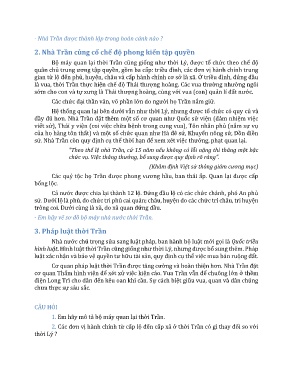 - Nhà Trần được thành lập trong hoàn cảnh nào ?
2. Nhà Trần củng cố chế độ phong kiến tập quyền
Bộ máy quan lại thời Trần cũng giống như thời Lý, được tổ chức theo chế độ
quân chủ trung ương tập quyền, gồm ba cấp: triều đình, các đơn vị hành chính trung
gian từ lộ đến phủ, huyện, châu và cấp hành chính cơ sở là xã. Ở triều đình, đứng đầu
là vua, thời Trần thực hiện chế độ Thái thượng hoàng. Các vua thường nhường ngôi
sớm cho con và tự xưng là Thái thượng hoàng, cùng với vua (con) quản lí đất nước.
Các chức đại thần văn, võ phần lớn do người họ Trần nắm giữ.
Hệ thống quan lại bên dưới vẫn như thời Lý, nhưng được tổ chức có quy củ và
đầy đủ hơn. Nhà Trần đặt thêm một số cơ quan như Quốc sử viện (đảm nhiệm việc
viết sử), Thái y viện (coi việc chữa bệnh trong cung vua), Tôn nhân phủ (nắm sự vụ
của họ hàng tôn thất) và một số chức quan như Hà đê sứ, Khuyến nông sứ, Đồn điền
sứ. Nhà Trần còn quy định cụ thể thời hạn để xem xét việc thưởng, phạt quan lại.
"Theo thể lệ nhà Trần, cứ 15 năm nếu không có lỗi nặng thì thăng một bậc
chức vụ. Việc thăng thưởng, bổ sung được quy định rõ ràng".
(Khâm định Việt sử thông giám cương mục)
Các quý tộc họ Trần được phong vương hầu, ban thái ấp. Quan lại được cấp
bổng lộc.
Cả nước được chia lại thành 12 lộ. Đứng đầu lộ có các chức chánh, phó An phủ
sứ. Dưới lộ là phủ, do chức tri phủ cai quản; châu, huyện do các chức tri châu, tri huyện
trông coi. Dưới cùng là xã, do xã quan đứng đầu.
- Em hãy vẽ sơ đồ bộ máy nhà nước thời Trần.
3. Pháp luật thời Trần
Nhà nước chú trọng sửa sang luật pháp, ban hành bộ luật mới gọi là Quốc triều
hình luật. Hình luật thời Trần cũng giống như thời Lý, nhưng được bổ sung thêm. Pháp
luật xác nhận và bảo vệ quyền tư hữu tài sản, quy định cụ thể việc mua bán ruộng đất.
Cơ quan pháp luật thời Trần được tăng cường và hoàn thiện hơn. Nhà Trần đặt
cơ quan Thẩm hình viện để xét xử việc kiện cáo. Vua Trần vẫn để chuông lớn ở thềm
điện Long Trì cho dân đến kêu oan khi cần. Sự cách biệt giữa vua, quan và dân chúng
chưa thực sự sâu sắc.
CÂU HỎI
1. Em hãy mô tả bộ máy quan lại thời Trần.
2. Các đơn vị hành chính từ cấp lộ đến cấp xã ở thời Trần có gì thay đổi so với
thời Lý ?